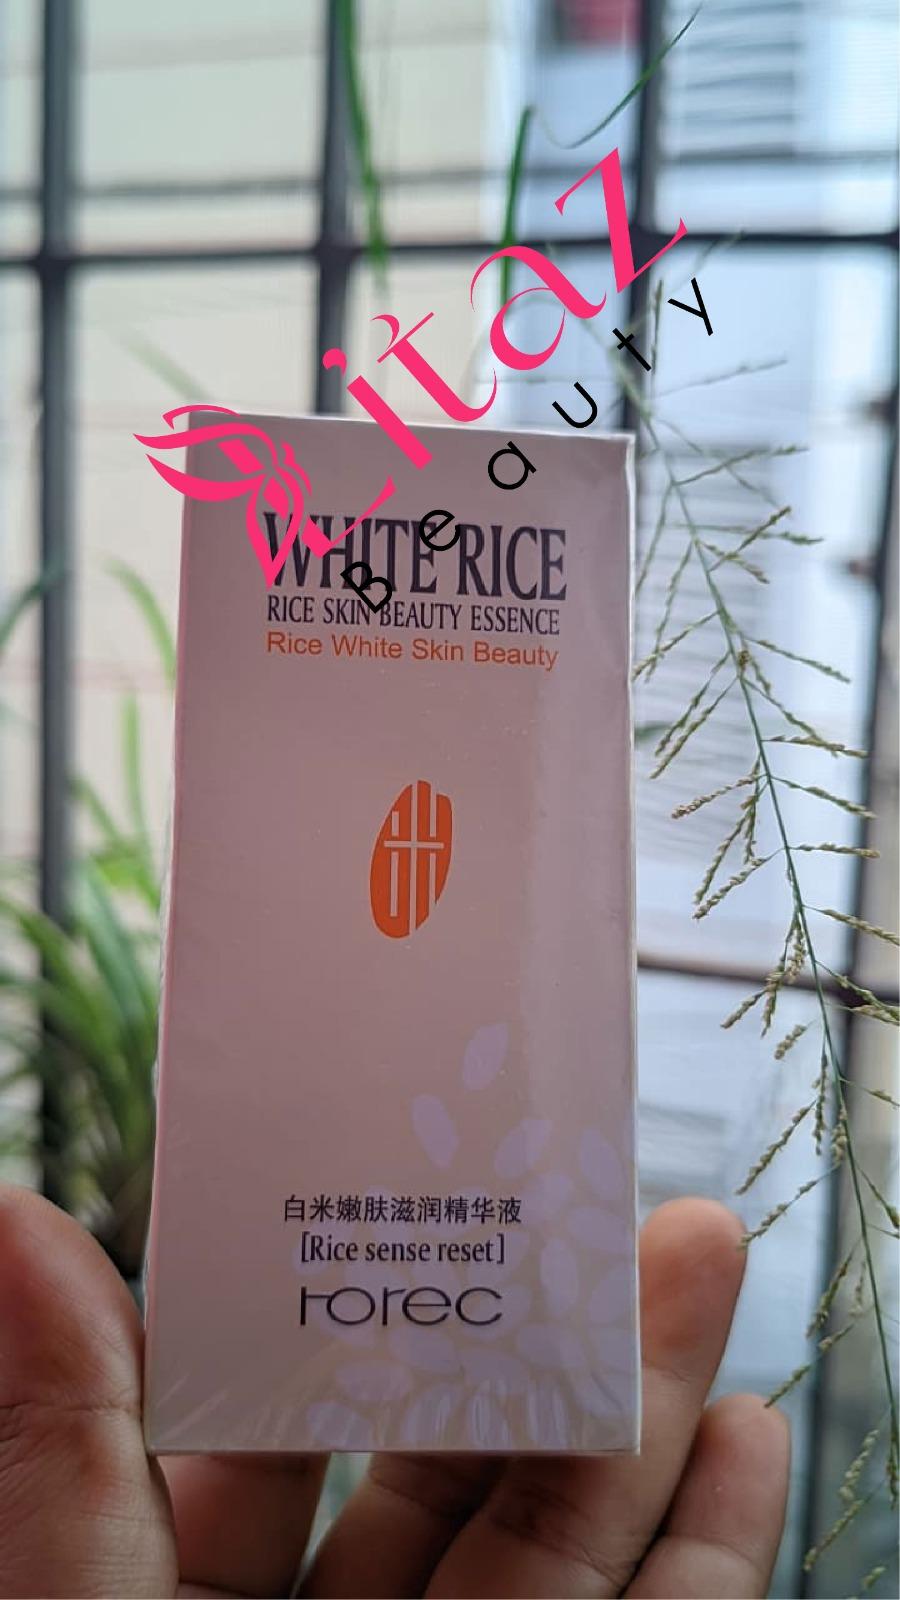 Litaz
Beauty
WHITE RICE
RICE SKIN BEAUTY ESSENCE
Rice White Skin Beauty
白米嫩肤滋润精华液
[Rice sense reset]
rorec